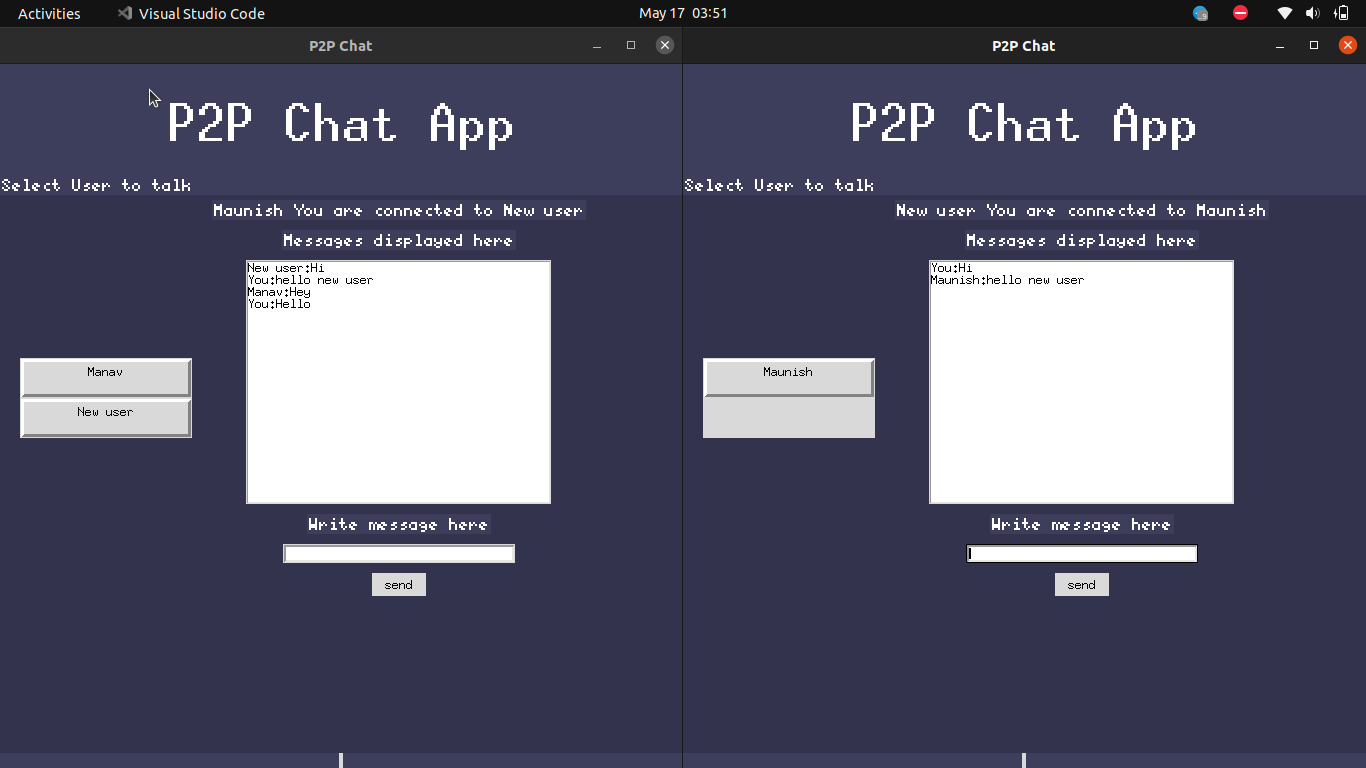 Activities
Visual Studio Code
May 17 03:51
P2P Chat
P2P Chat App
Select User to talk
Maunish You are connected to New user
Messages displayed here
New user:Hi
You:hello new user
Manav:Hey
You:Hello
Manav
New user
Write message here
send
P2P Chat
P2P Chat App
Select User to talk
New user You are connected to Maunish
Messages displayed here
You:Hi
Maunish:hello new user
Maunish
Write message here
send